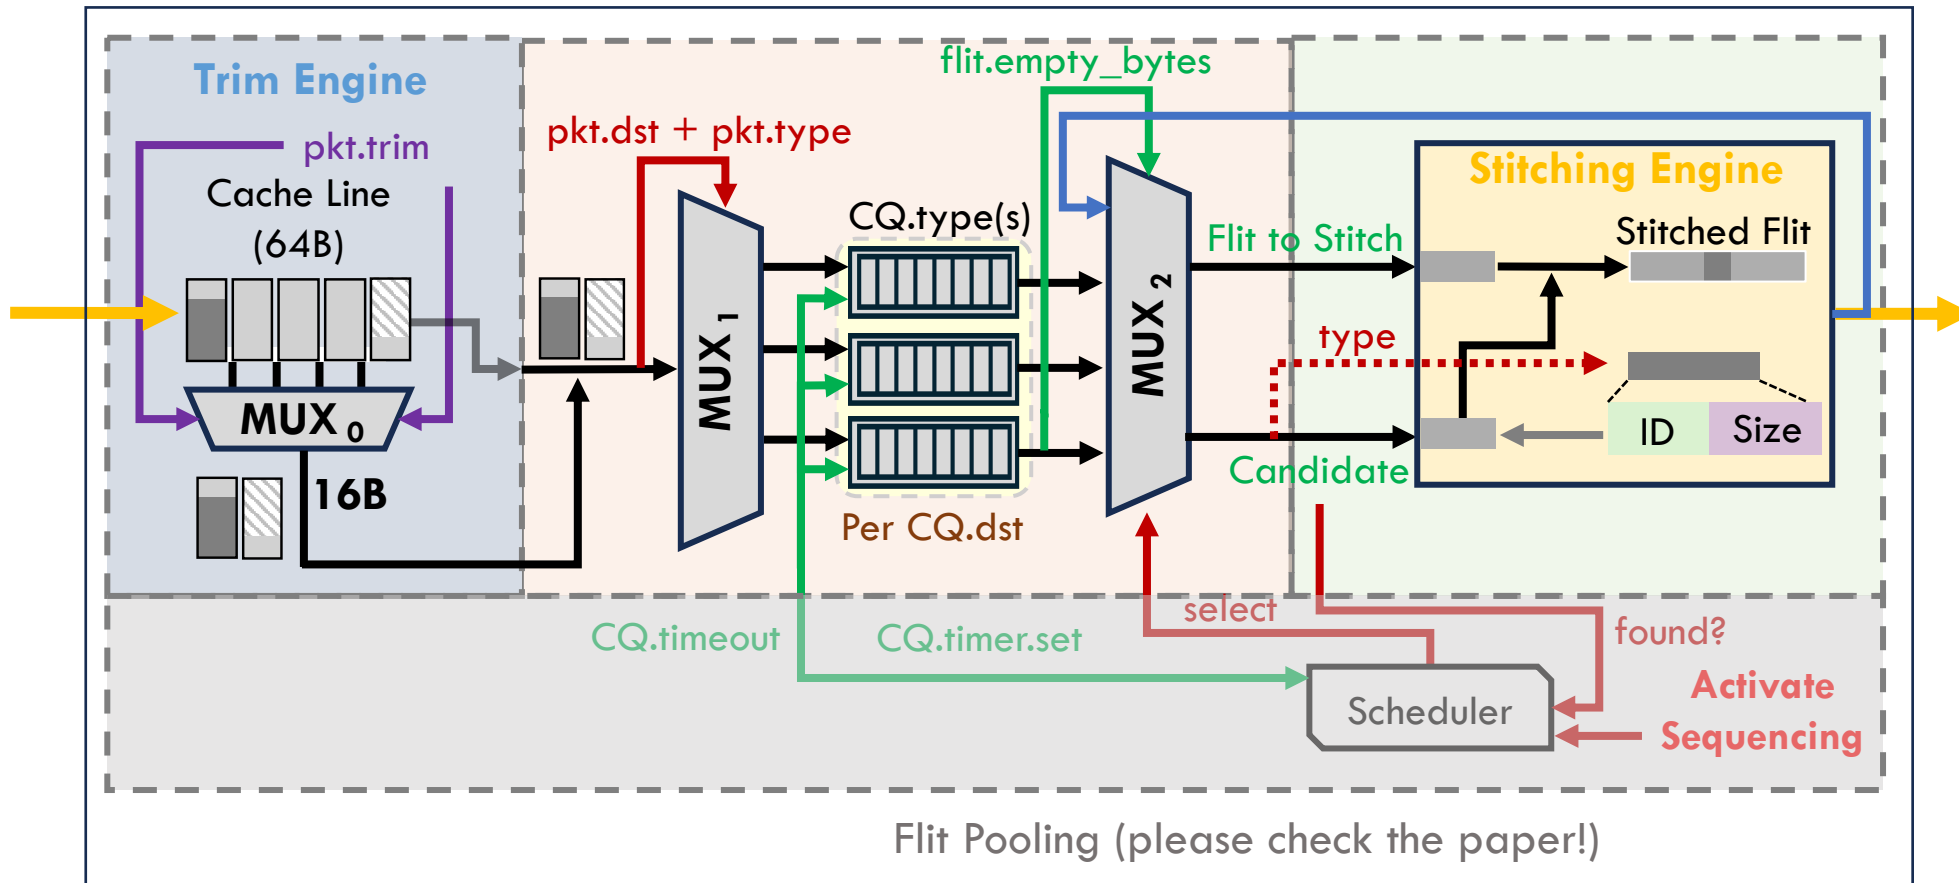 Trim Engine
pkt.trim
Cache Line
(64B)
MUX 0
16B
pkt.dst + pkt.type
MUX 1
CQ.type(s)
Per CQ.dst
flit.empty_bytes
MUX 2
Flit to Stitch
type
Candidate
Stitching Engine
Stitched Flit
ID
Size
CQ.timeout
CQ.timer.set
select
found?
Scheduler
Activate
Sequencing
Flit Pooling (please check the paper!)